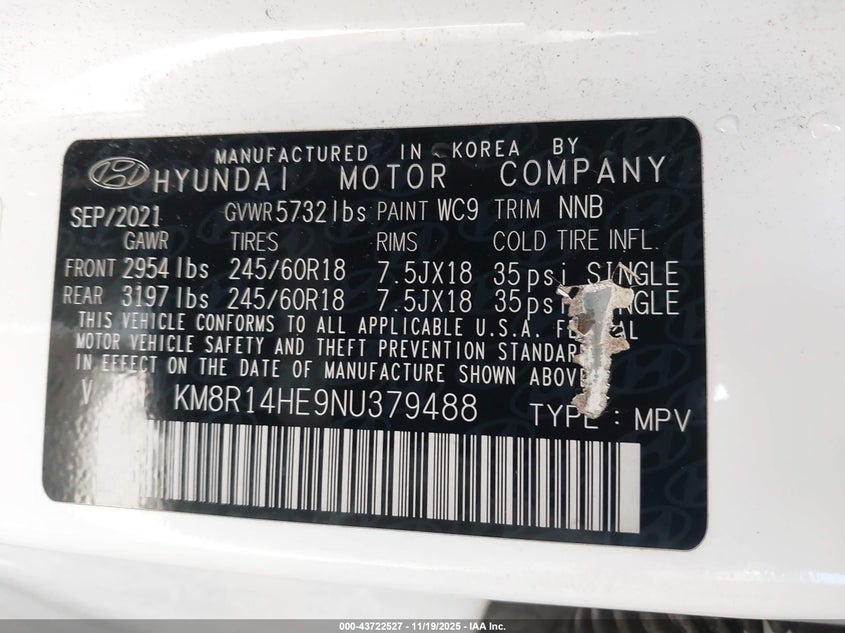 MANUFACTURED IN KOREA BY
HYUNDAI MOTOR COMPANY
SEP/2021 GVWR 5732 lbs PAINT WC9 TRIM NNB
GAWR TIRES RIMS COLD TIRE INFL.
FRONT 2954 lbs 245/60R18 7.5JX18 35psi SINGLE
REAR 3197 lbs 245/60R18 7.5JX18 35psi
THIS VEHICLE CONFORMS TO ALL APPLICABLE U.S.A.
MOTOR VEHICLE SAFETY AND THEFT PREVENTION
IN EFFECT ON THE DATE OF MANUFACTURE SHOWN ABOVE
V KM8R14HE9NU379488 TYPE : MPV
000-43722527 - 11/19/2025 - IAA Inc.